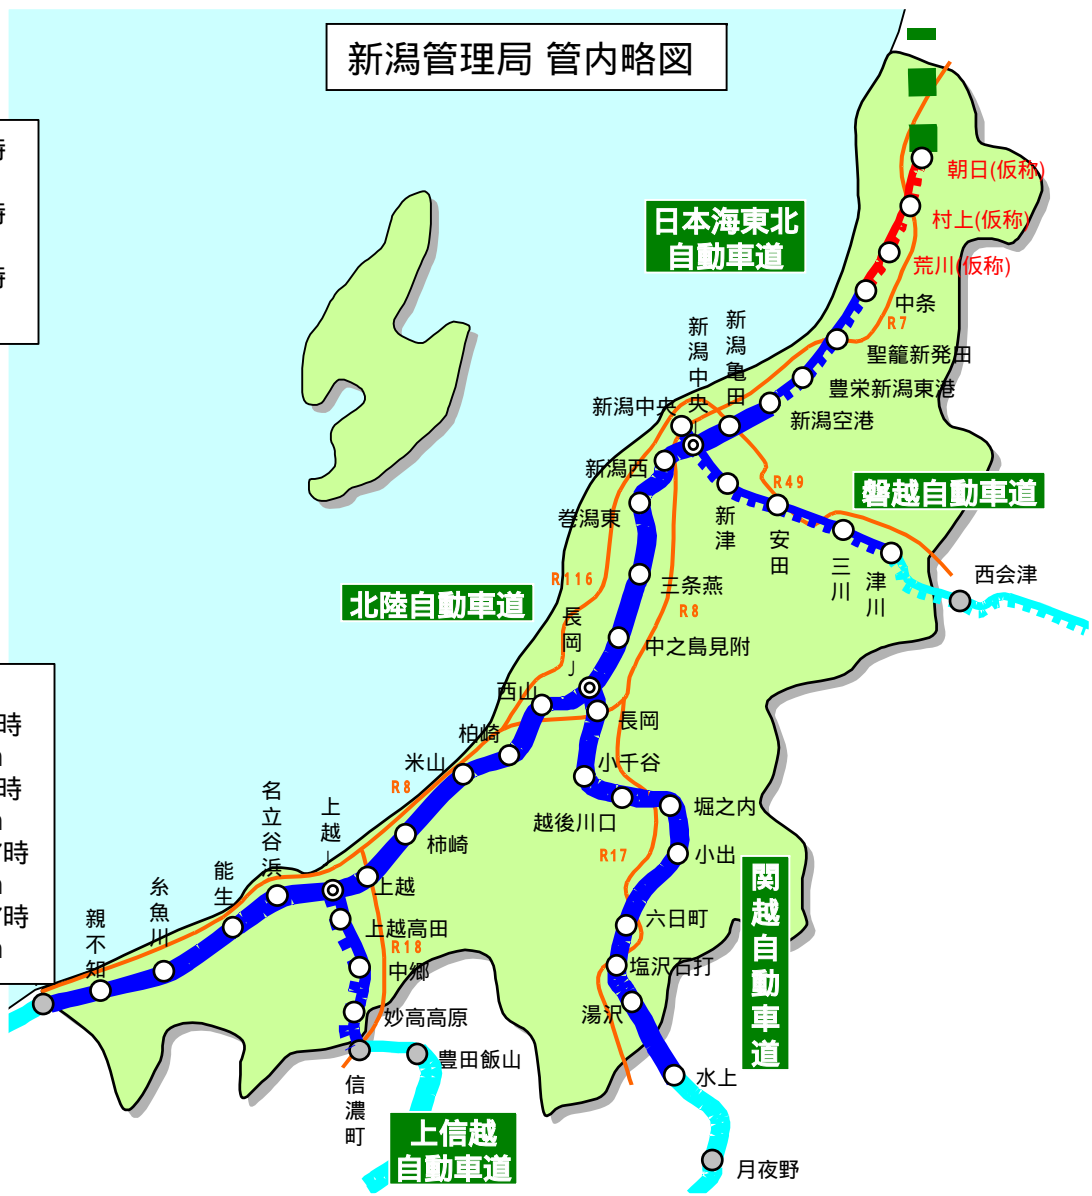 新潟管理局 管内略図
時
時
時
日本海東北
自動車道
朝日(仮称)
村上(仮称)
荒川(仮称)
中条
R7
聖籠新発田
豊栄新潟東港
新潟空港
新潟亀田
新潟中央J
新潟中央
新潟西
巻潟東
R49
磐越自動車道
新津
安田
三川
津川
西会津
R116
三条燕
R8
北陸自動車道
長岡J
中之島見附
西山
長岡
柏崎
米山
小千谷
R8
越後川口
堀之内
柿崎
R17
小出
名立谷浜
上越J
上越
能生
糸魚川
親不知
上越高田
R18
中郷
六日町
塩沢石打
湯沢
関越自動車道
妙高高原
豊田飯山
信濃町
水上
月夜野
上信越
自動車道
時
時
時
時